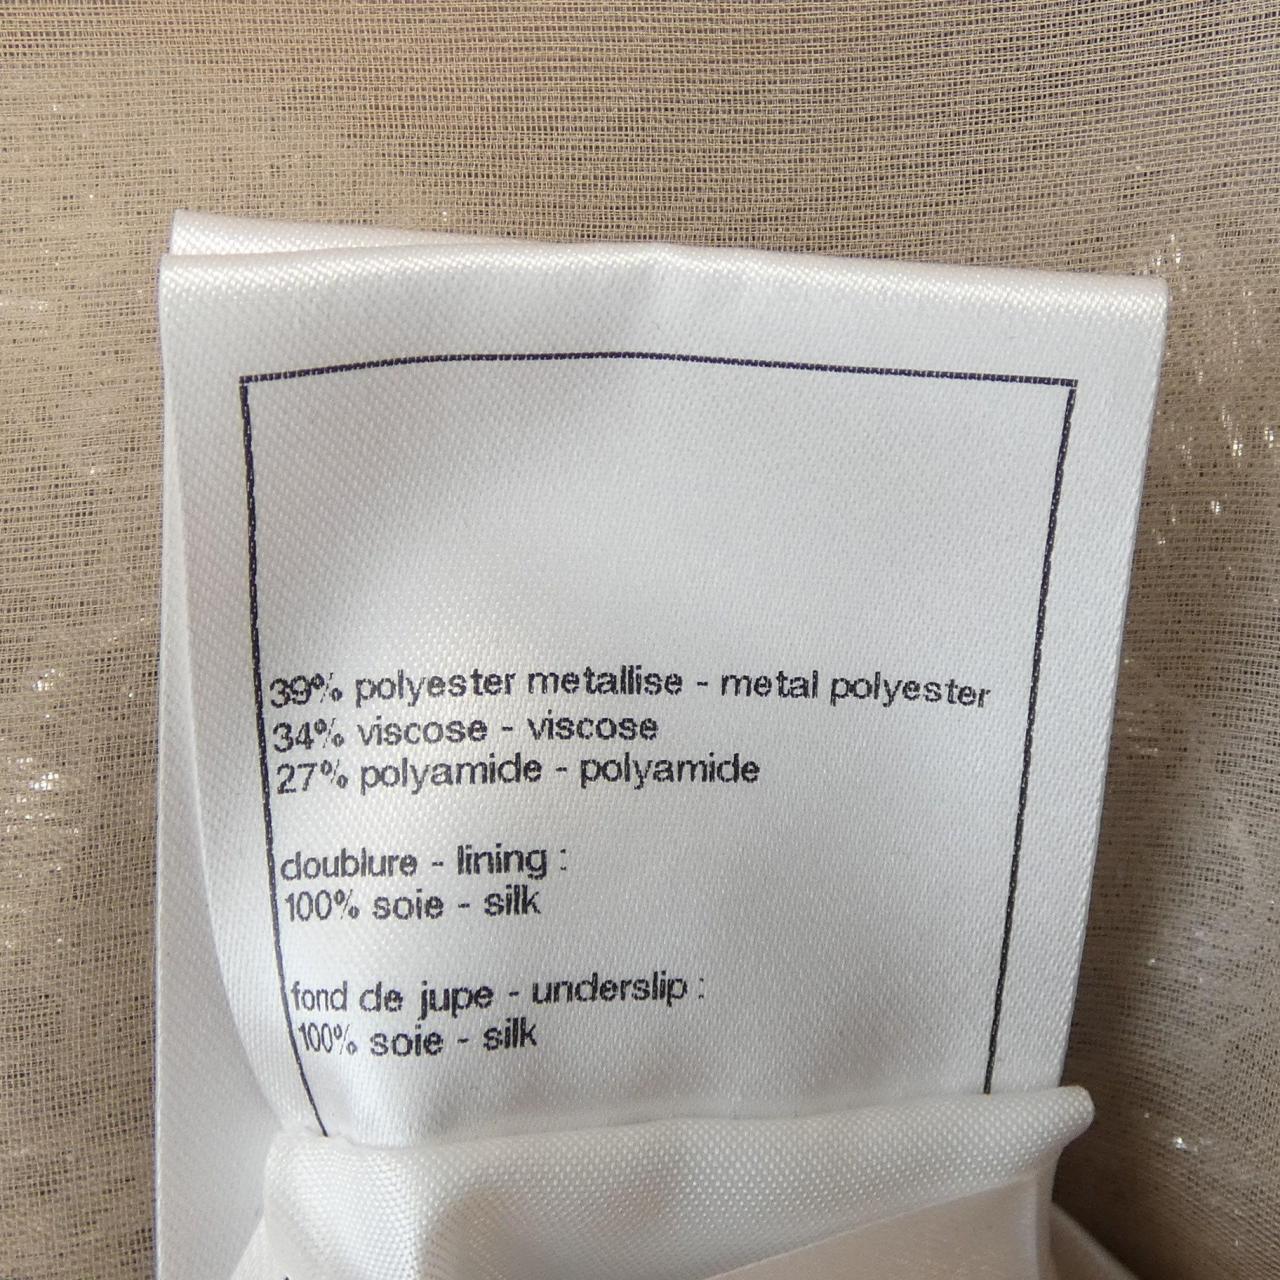 39% polyester metallise - metal polyester
34% viscose - viscose
27% polyamide - polyamide
doublure - lining :
100% soie - silk
fond de jupe - underslip :
100% soie - silk